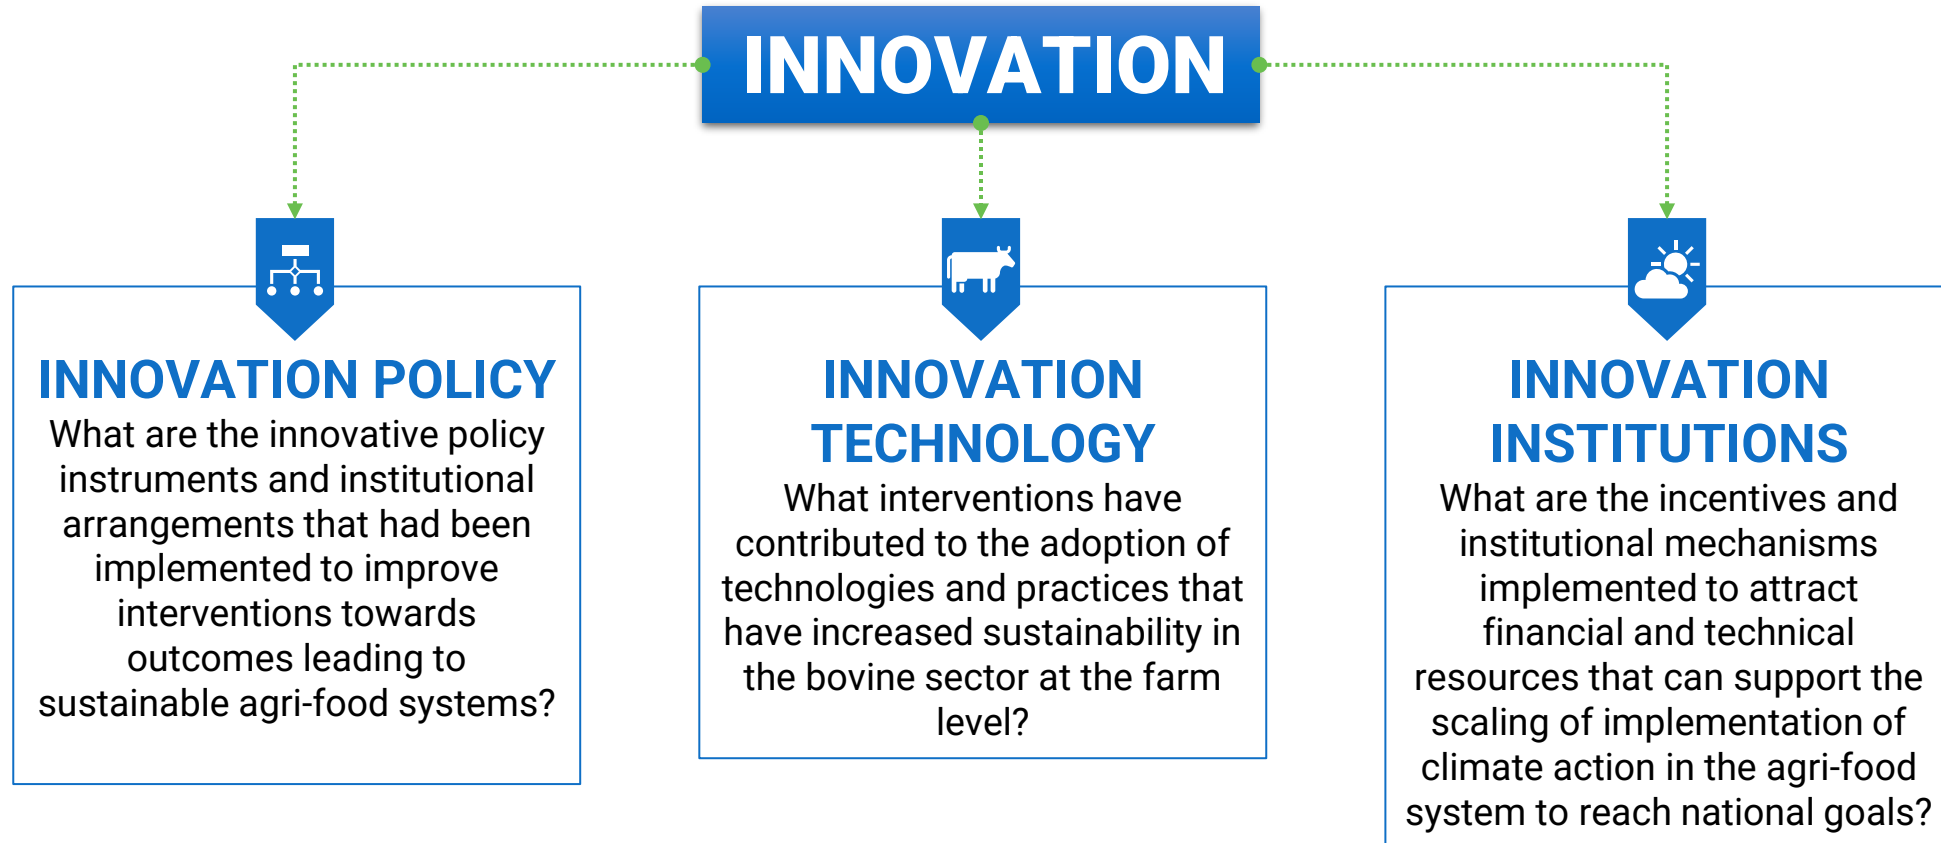 INNOVATION
INNOVATION POLICY
What are the innovative policy
instruments and institutional
arrangements that had been
implemented to improve
interventions towards
outcomes leading to
sustainable agri-food systems?
INNOVATION
TECHNOLOGY
What interventions have
contributed to the adoption of
technologies and practices that
have increased sustainability in
the bovine sector at the farm
level?
INNOVATION
INSTITUTIONS
What are the incentives and
institutional mechanisms
implemented to attract
financial and technical
resources that can support the
scaling of implementation of
climate action in the agri-food
system to reach national goals?